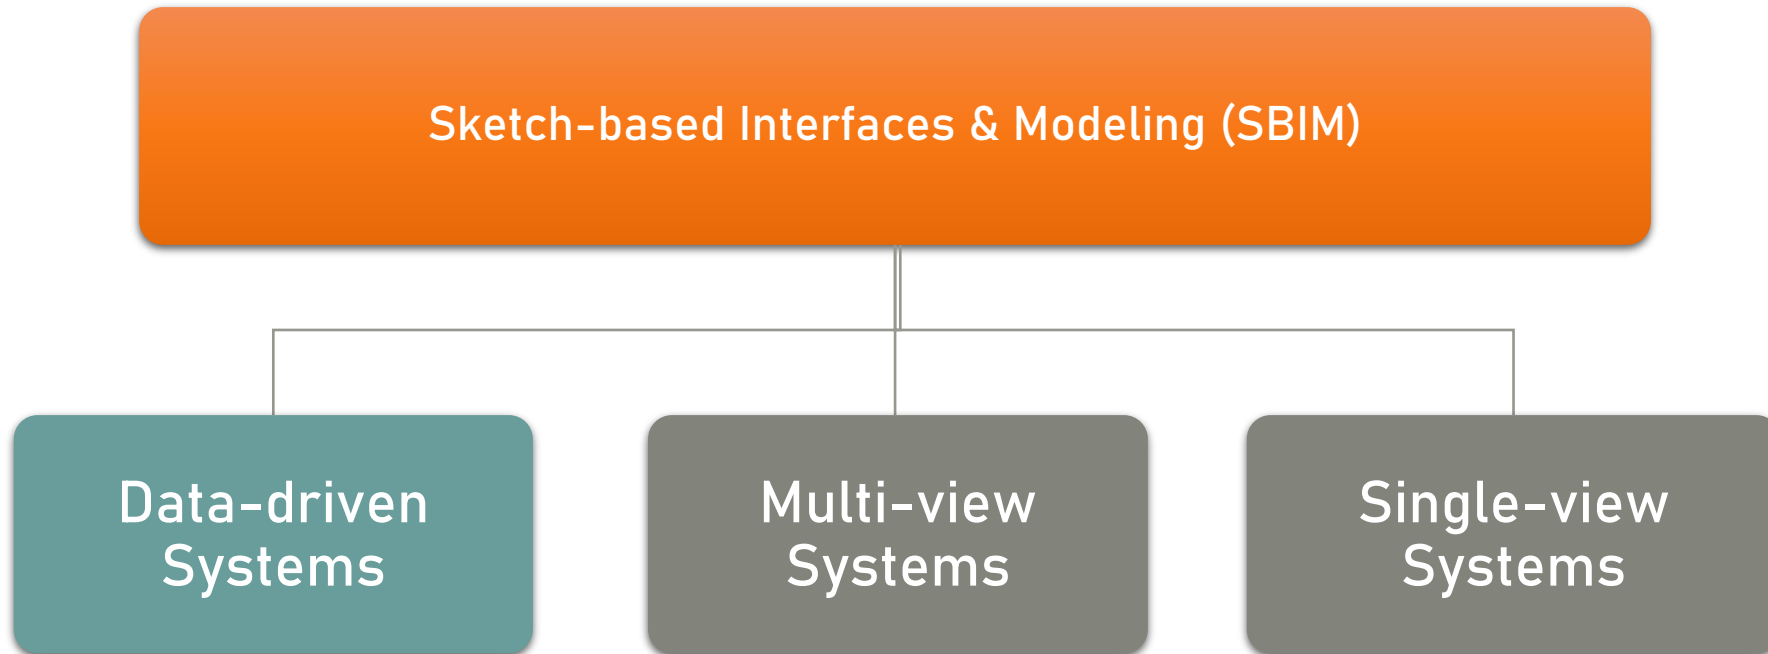 Sketch-based Interfaces & Modeling (SBIM)
Data-driven
Systems
Multi-view
Systems
Single-view
Systems